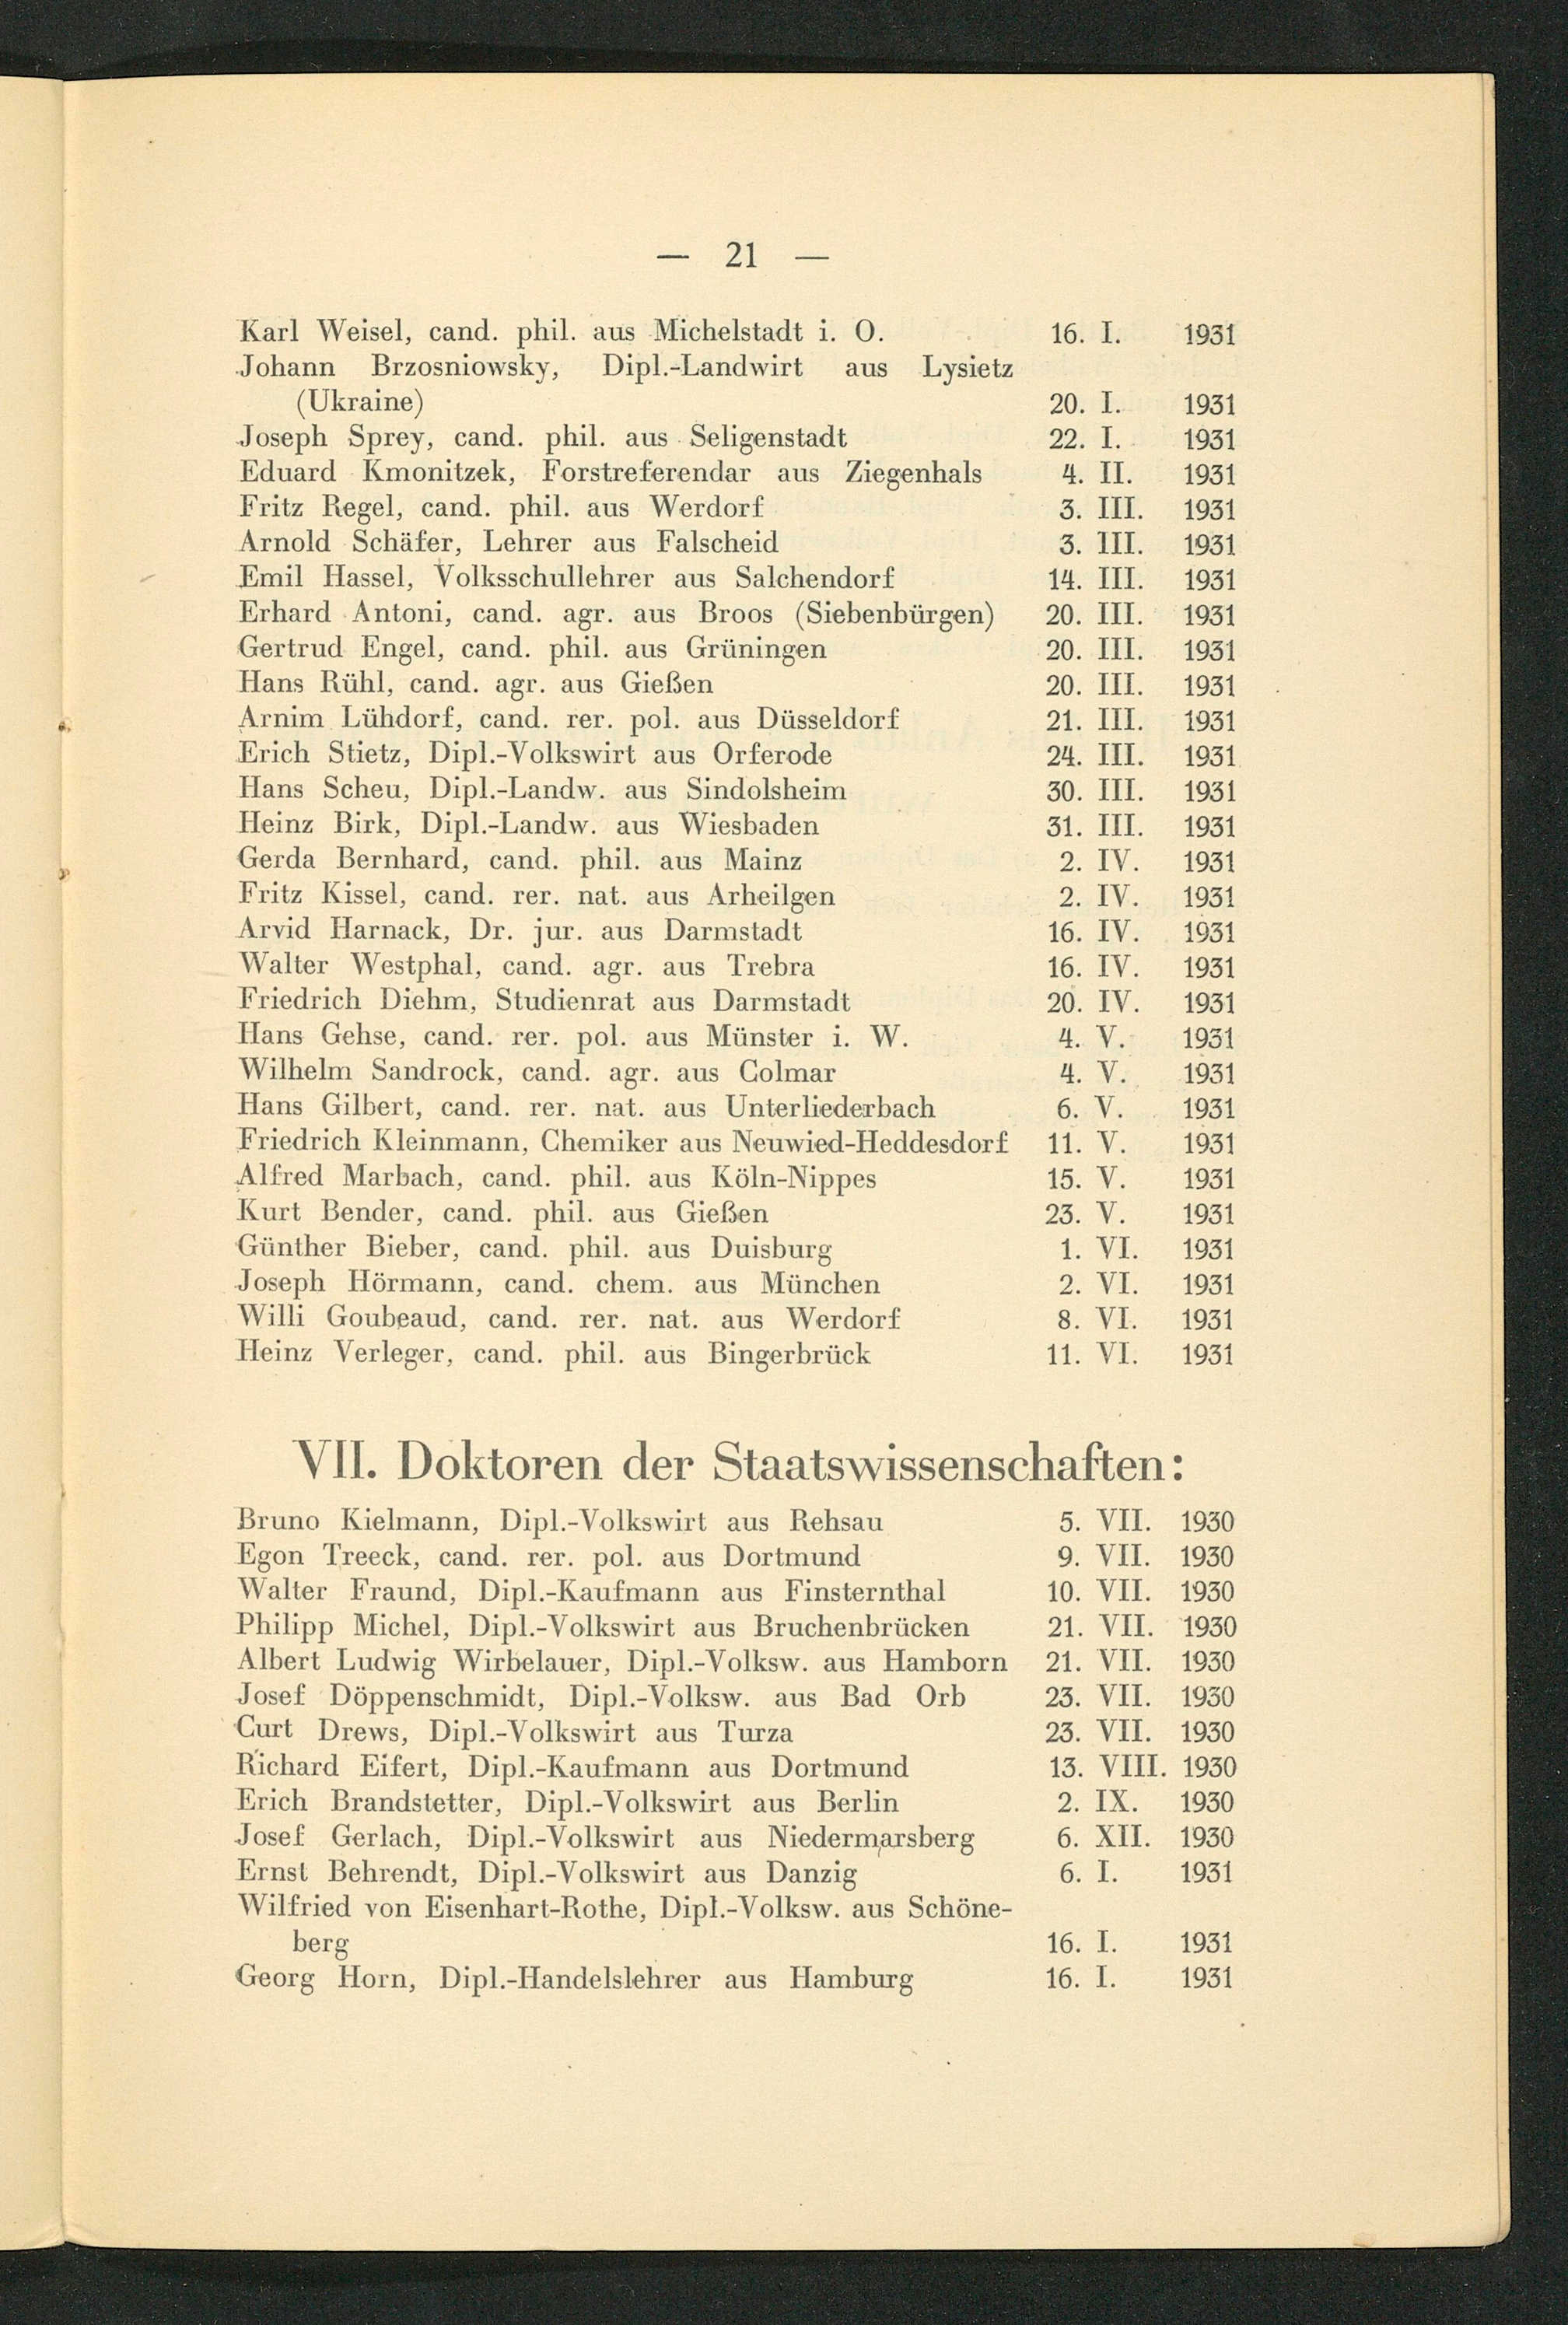 — 21 —
Karl Weisel, cand. phil. aus Michelstadt i. O. 16. I. 1931
Johann Brzosniowsky, Dipl.-Landwirt aus Lysietz
(Ukraine) 20. I. 1931
Joseph Sprey, cand. phil. aus Seligenstadt 22. I. 1931
Eduard Kmonitzek, Forstreferendar aus Ziegenhals 4. II. 1931
Fritz Regel, cand. phil. aus Werdorf 3. III. 1931
Arnold Schäfer, Lehrer aus Falscheid 3. III. 1931
Emil Hassel, Volksschullehrer aus Salchendorf 14. III. 1931
Erhard Antoni, cand. agr. aus Broos (Siebenbürgen) 20. III. 1931
Gertrud Engel, cand. phil. aus Grüningen 20. III. 1931
Hans Rühl, cand. agr. aus Gießen 20. III. 1931
Arnim Lühdorf, cand. rer. pol. aus Düsseldorf 21. III. 1931
Erich Stietz, Dipl.-Volkswirt aus Orferode 24. III. 1931
Hans Scheu, Dipl.-Landw. aus Sindolsheim 30. III. 1931
Heinz Birk, Dipl.-Landw. aus Wiesbaden 31. III. 1931
Gerda Bernhard, cand. phil. aus Mainz 2. IV. 1931
Fritz Kissel, cand. rer. nat. aus Arheilgen 2. IV. 1931
Arvid Harnack, Dr. jur. aus Darmstadt 16. IV. 1931
Walter Westphal, cand. agr. aus Trebra 16. IV. 1931
Friedrich Diehm, Studienrat aus Darmstadt 20. IV. 1931
Hans Gehse, cand. rer. pol. aus Münster i. W. 4. V. 1931
Wilhelm Sandrock, cand. agr. aus Colmar 4. V. 1931
Hans Gilbert, cand. rer. nat. aus Unterliederbach 6. V. 1931
Friedrich Kleinmann, Chemiker aus Neuwied-Heddesdorf 11. V. 1931
Alfred Marbach, cand. phil. aus Köln-Nippes 15. V. 1931
Kurt Bender, cand. phil. aus Gießen 23. V. 1931
Günther Bieber, cand. phil. aus Duisburg 1. VI. 1931
Joseph Hörmann, cand. chem. aus München 2. VI. 1931
Willi Goubeaud, cand. rer. nat. aus Werdorf 8. VI. 1931
Heinz Verleger, cand. phil. aus Bingerbrück 11. VI. 1931
VII. Doktoren der Staatswissenschaften:
Bruno Kielmann, Dipl.-Volkswirt aus Rehsau 5. VII. 1930
Egon Treeck, cand. rer. pol. aus Dortmund 9. VII. 1930
Walter Fraund, Dipl.-Kaufmann aus Finsternthal 10. VII. 1930
Philipp Michel, Dipl.-Volkswirt aus Bruchenbrücken 21. VII. 1930
Albert Ludwig Wirbelauer, Dipl.-Volksw. aus Hamborn 21. VII. 1930
Josef Döppenschmidt, Dipl.-Volksw. aus Bad Orb 23. VII. 1930
Curt Drews, Dipl.-Volkswirt aus Turza 23. VII. 1930
Richard Eifert, Dipl.-Kaufmann aus Dortmund 13. VIII. 1930
Erich Brandstetter, Dipl.-Volkswirt aus Berlin 2. IX. 1930
Josef Gerlach, Dipl.-Volkswirt aus Niedermarsberg 6. XII. 1930
Ernst Behrendt, Dipl.-Volkswirt aus Danzig 6. I. 1931
Wilfried von Eisenhart-Rothe, Dipl.-Volksw. aus Schöne-
berg 16. I. 1931
Georg Horn, Dipl.-Handelslehrer aus Hamburg 16. I. 1931